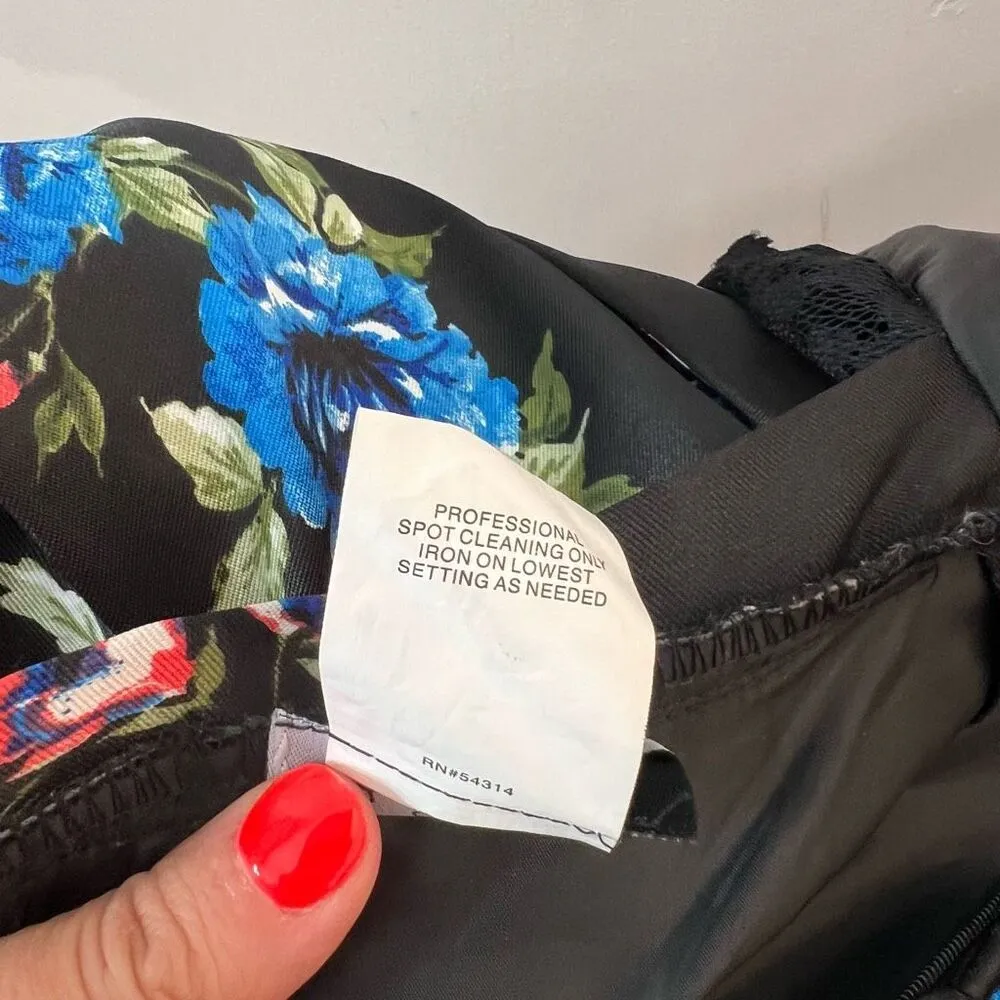 PROFESSIONAL
SPOT CLEANING ONLY
IRON ON LOWEST
SETTING AS NEEDED
RN#54314